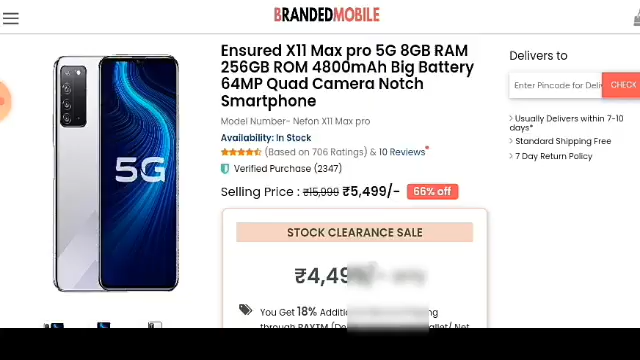 BRANDEDMOBILE
Ensured X11 Max pro 5G 8GB RAM
256GB ROM 4800mAh Big Battery
64MP Quad Camera Notch
Smartphone
Model Number- Nefon X11 Max pro
Availability: In Stock
(Based on 706 Ratings) & 10 Reviews*
Verified Purchase (2347)
Selling Price : ₹15,999 ₹5,499/- 66% off
STOCK CLEARANCE SALE
You Get 18%
through PAYTM
5G
Delivers to
Enter Pincode for CHECK
Usually Delivers within 7-10
days*
Standard Shipping Free
7 Day Return Policy